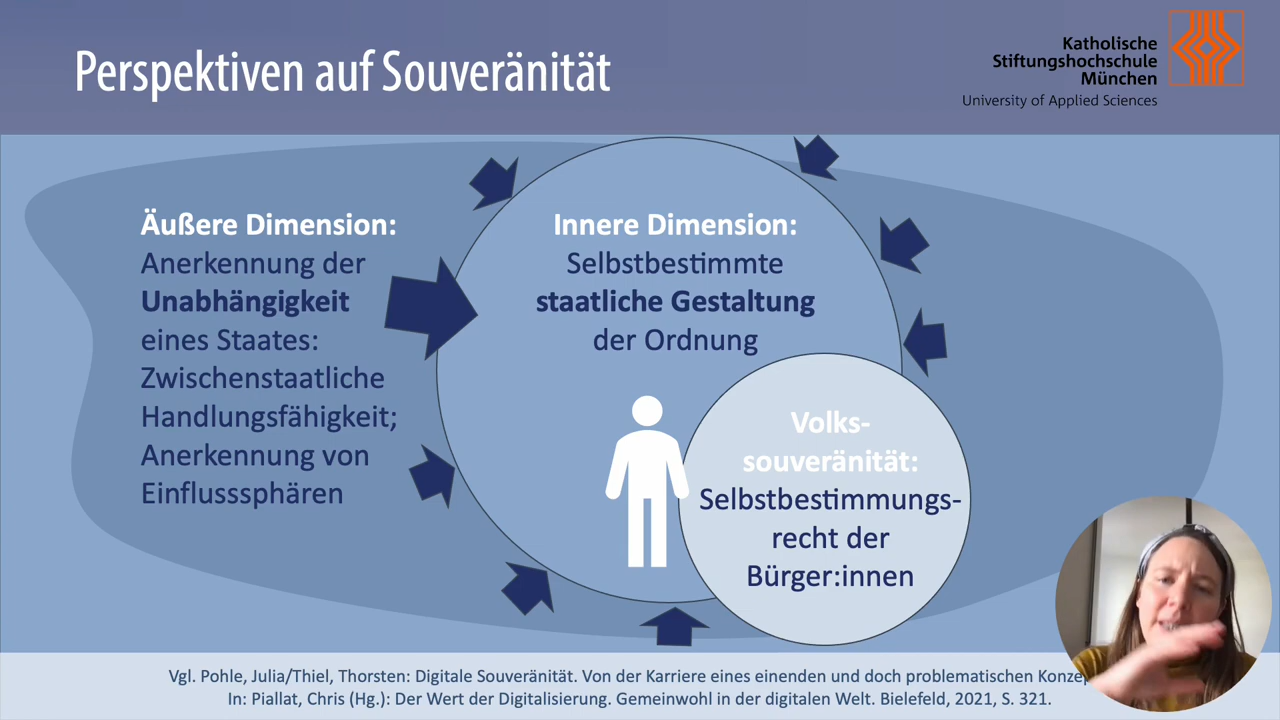 Perspektiven auf Souveränität
Katholische
Stiftungshochschule
München
University of Applied Sciences
Äußere Dimension:
Anerkennung der
Unabhängigkeit
eines Staates:
Zwischenstaatliche
Handlungsfähigkeit;
Anerkennung von
Einflusssphären
Innere Dimension:
Selbstbestimmte
staatliche Gestaltung
der Ordnung
Volks-
souveränität:
Selbstbestimmungs-
recht der
Bürger:innen
Vgl. Pohle, Julia/Thiel, Thorsten: Digitale Souveränität. Von der Karriere eines einenden und doch problematischen
In: Piallat, Chris (Hg.): Der Wert der Digitalisierung. Gemeinwohl in der digitalen Welt. Bielefeld, 2021, S. 321.